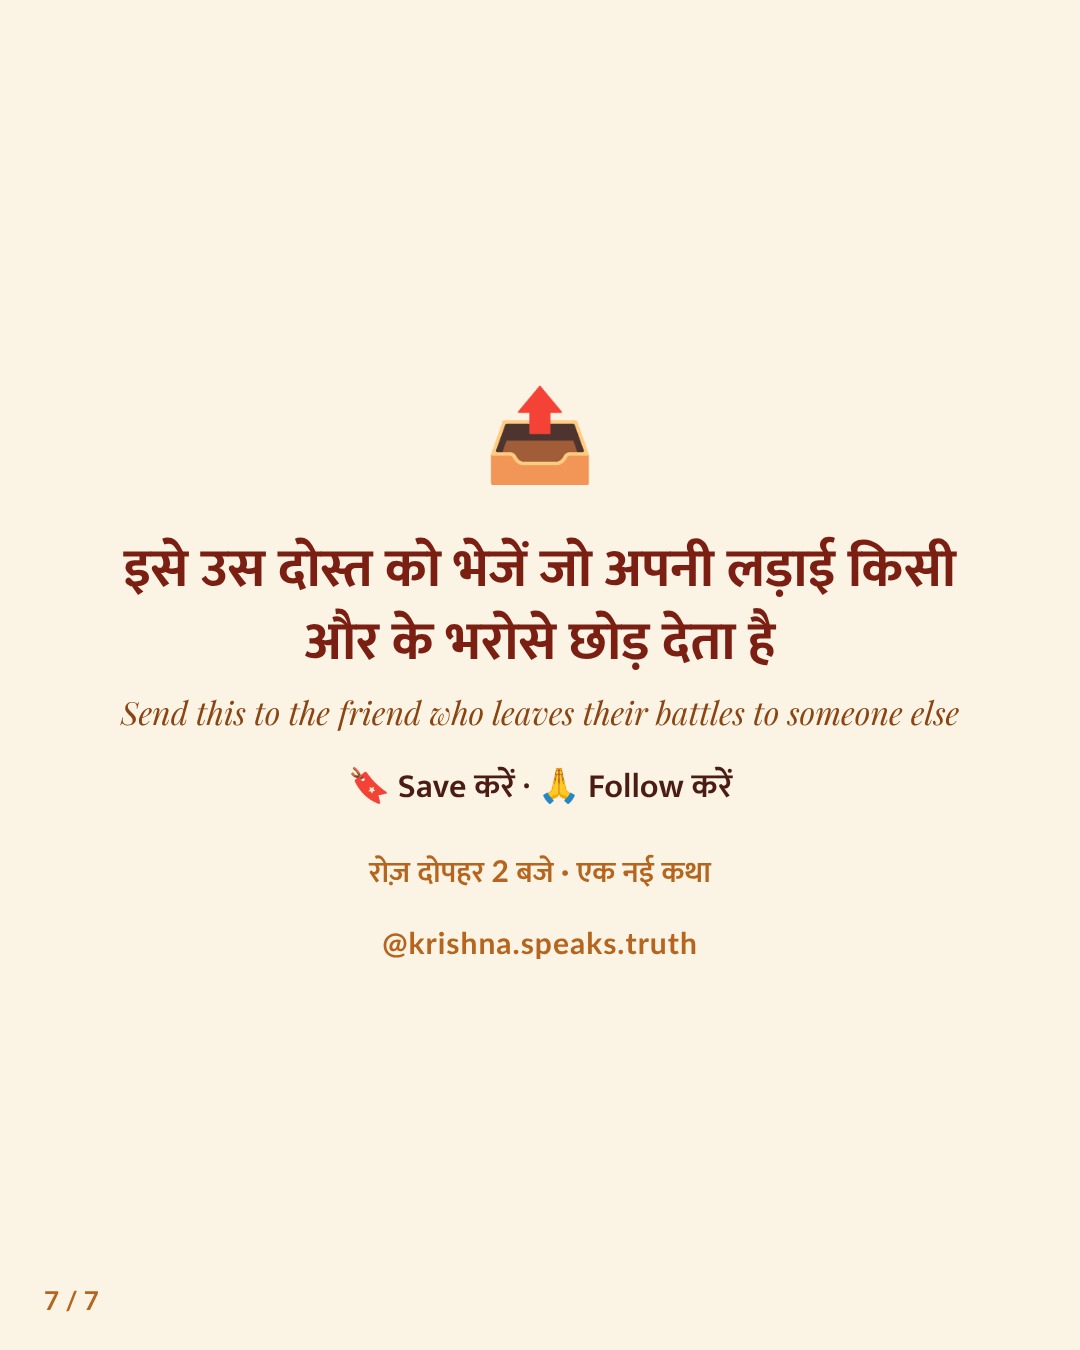 इसे उस दोस्त को भेजें जो अपनी लड़ाई किसी
और के भरोसे छोड़ देता है
Send this to the friend who leaves their battles to someone else
🔖 Save करें · 🙏 Follow करें
रोज़ दोपहर 2 बजे · एक नई कथा
@krishna.speaks.truth
7 / 7